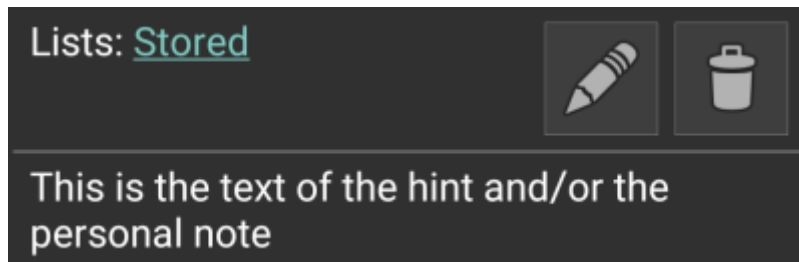 Lists: Stored
This is the text of the hint and/or the
personal note